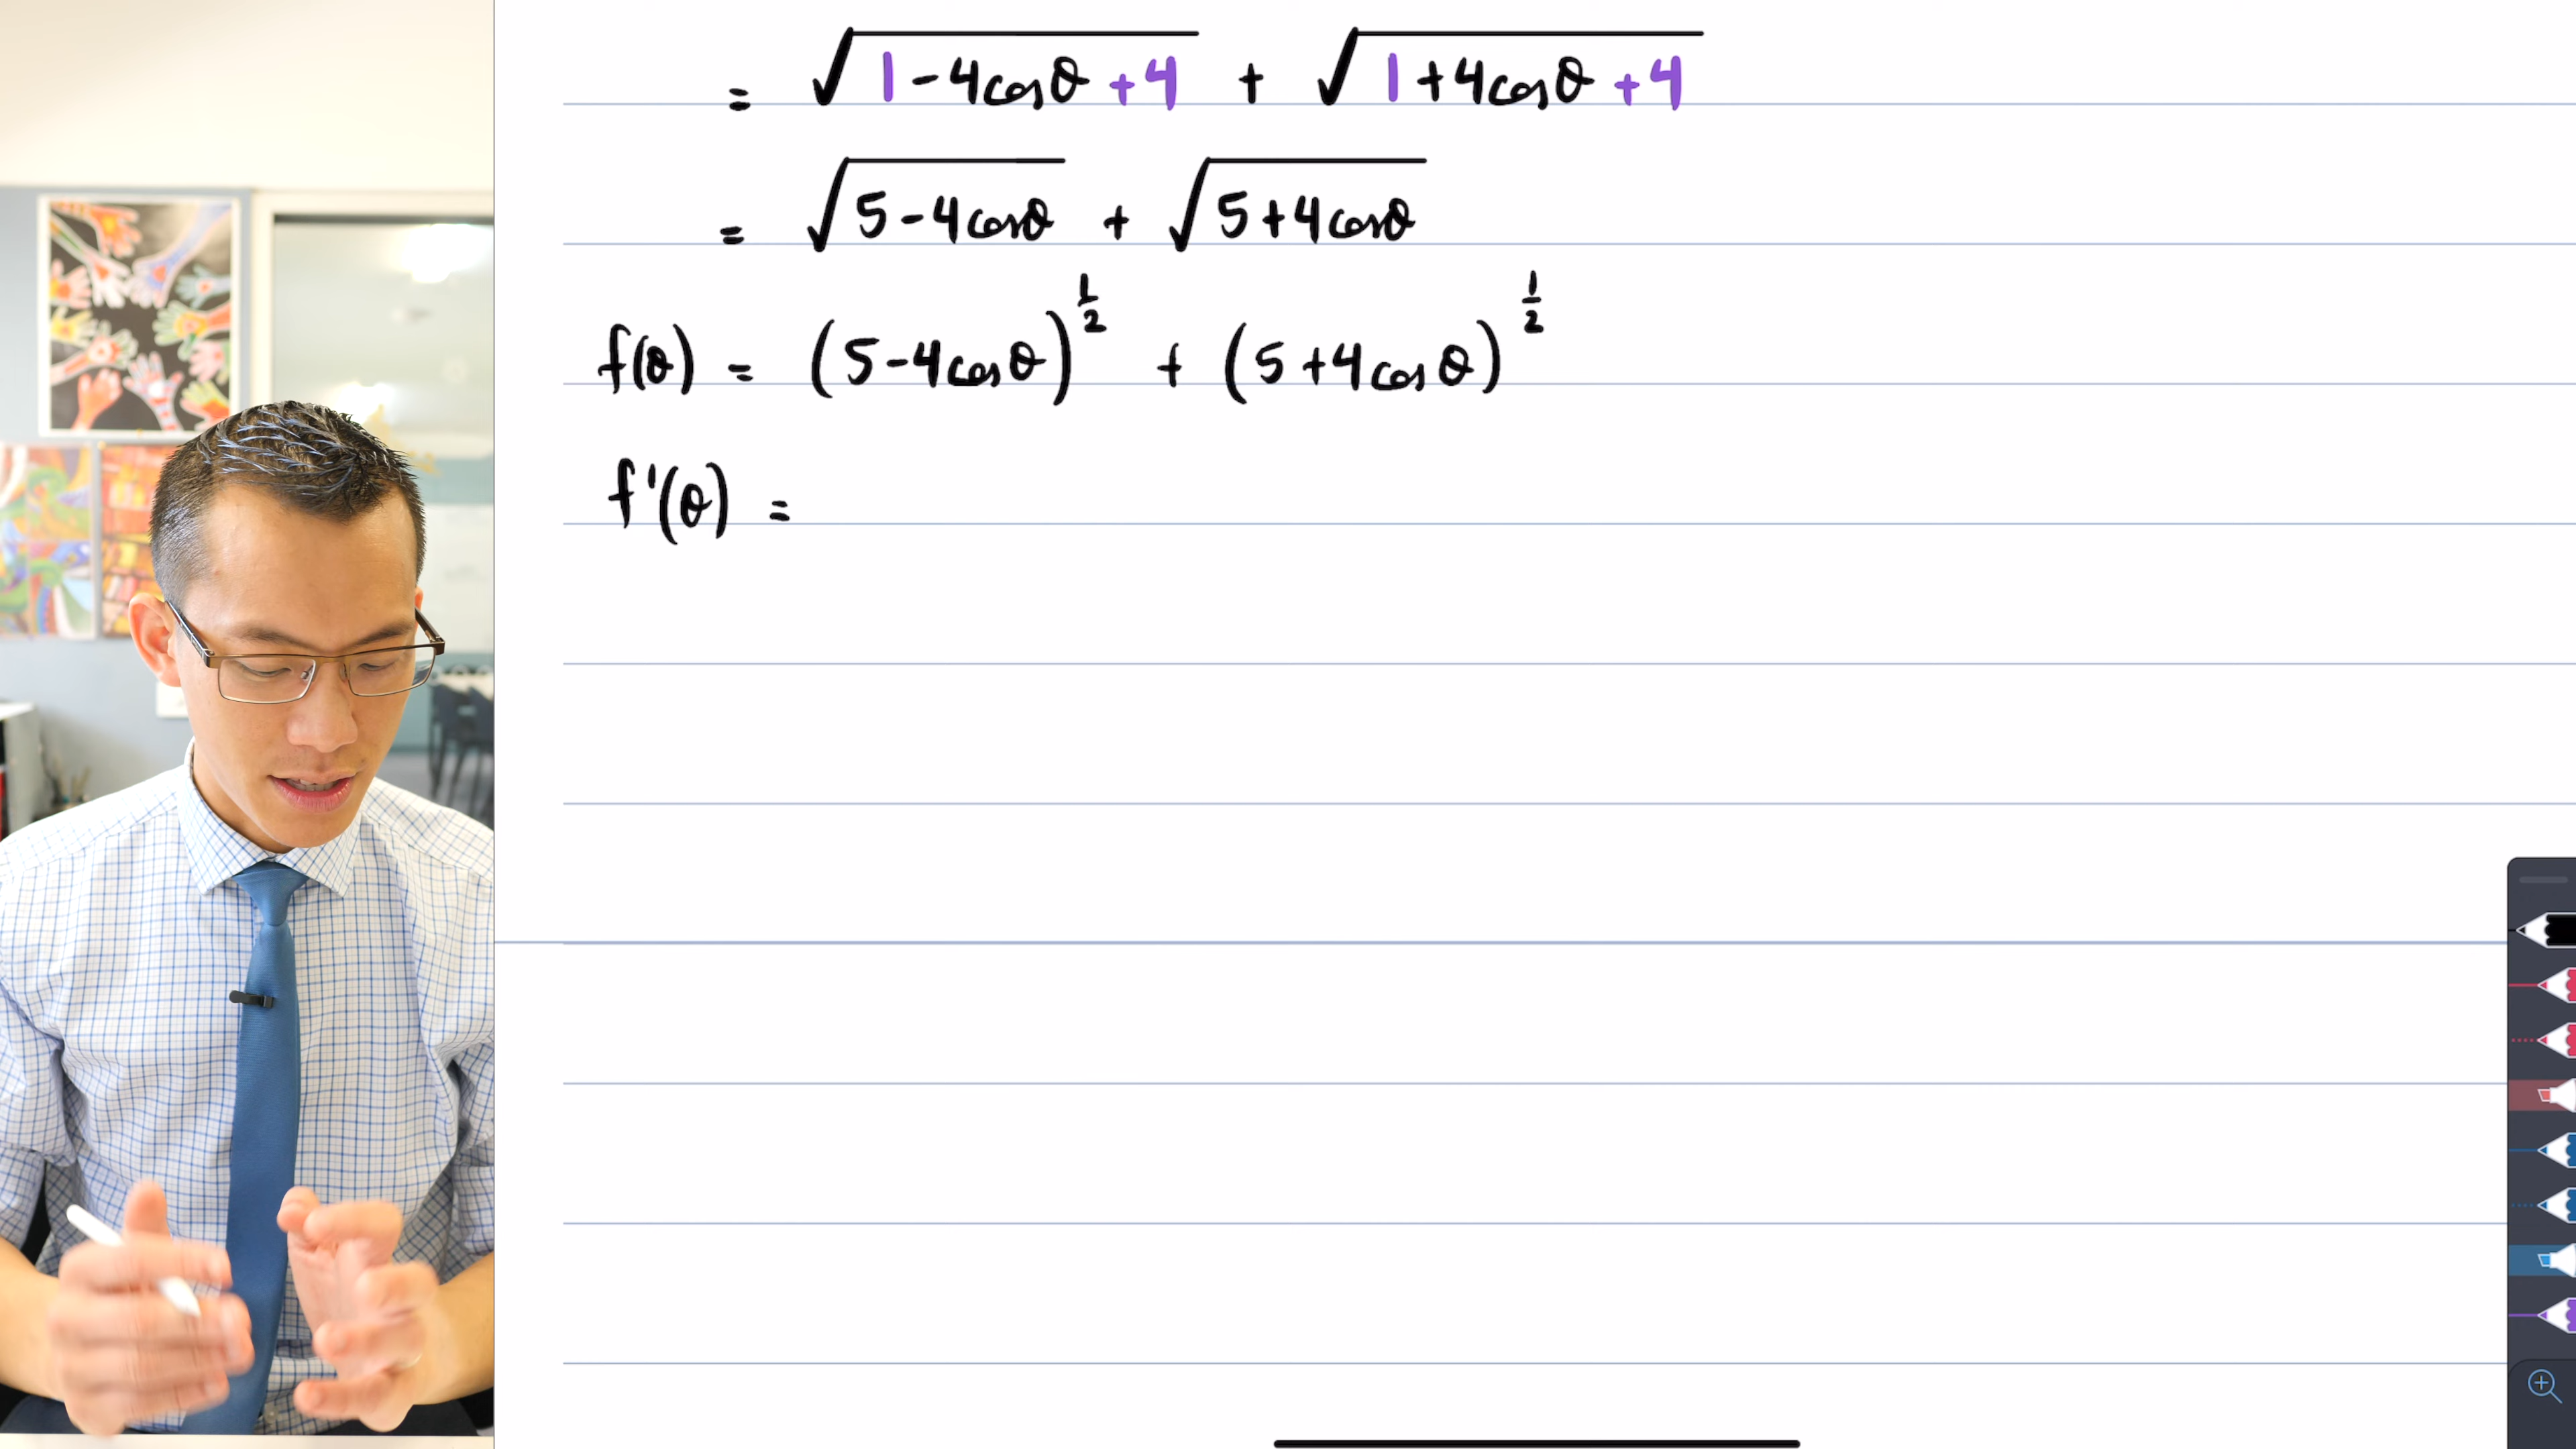 = √(1 - 4cosθ + 4) + √(1 + 4cosθ + 4)
= √(5 - 4cosθ) + √(5 + 4cosθ)
f(θ) = (5 - 4cosθ)^(1/2) + (5 + 4cosθ)^(1/2)
f'(θ) =